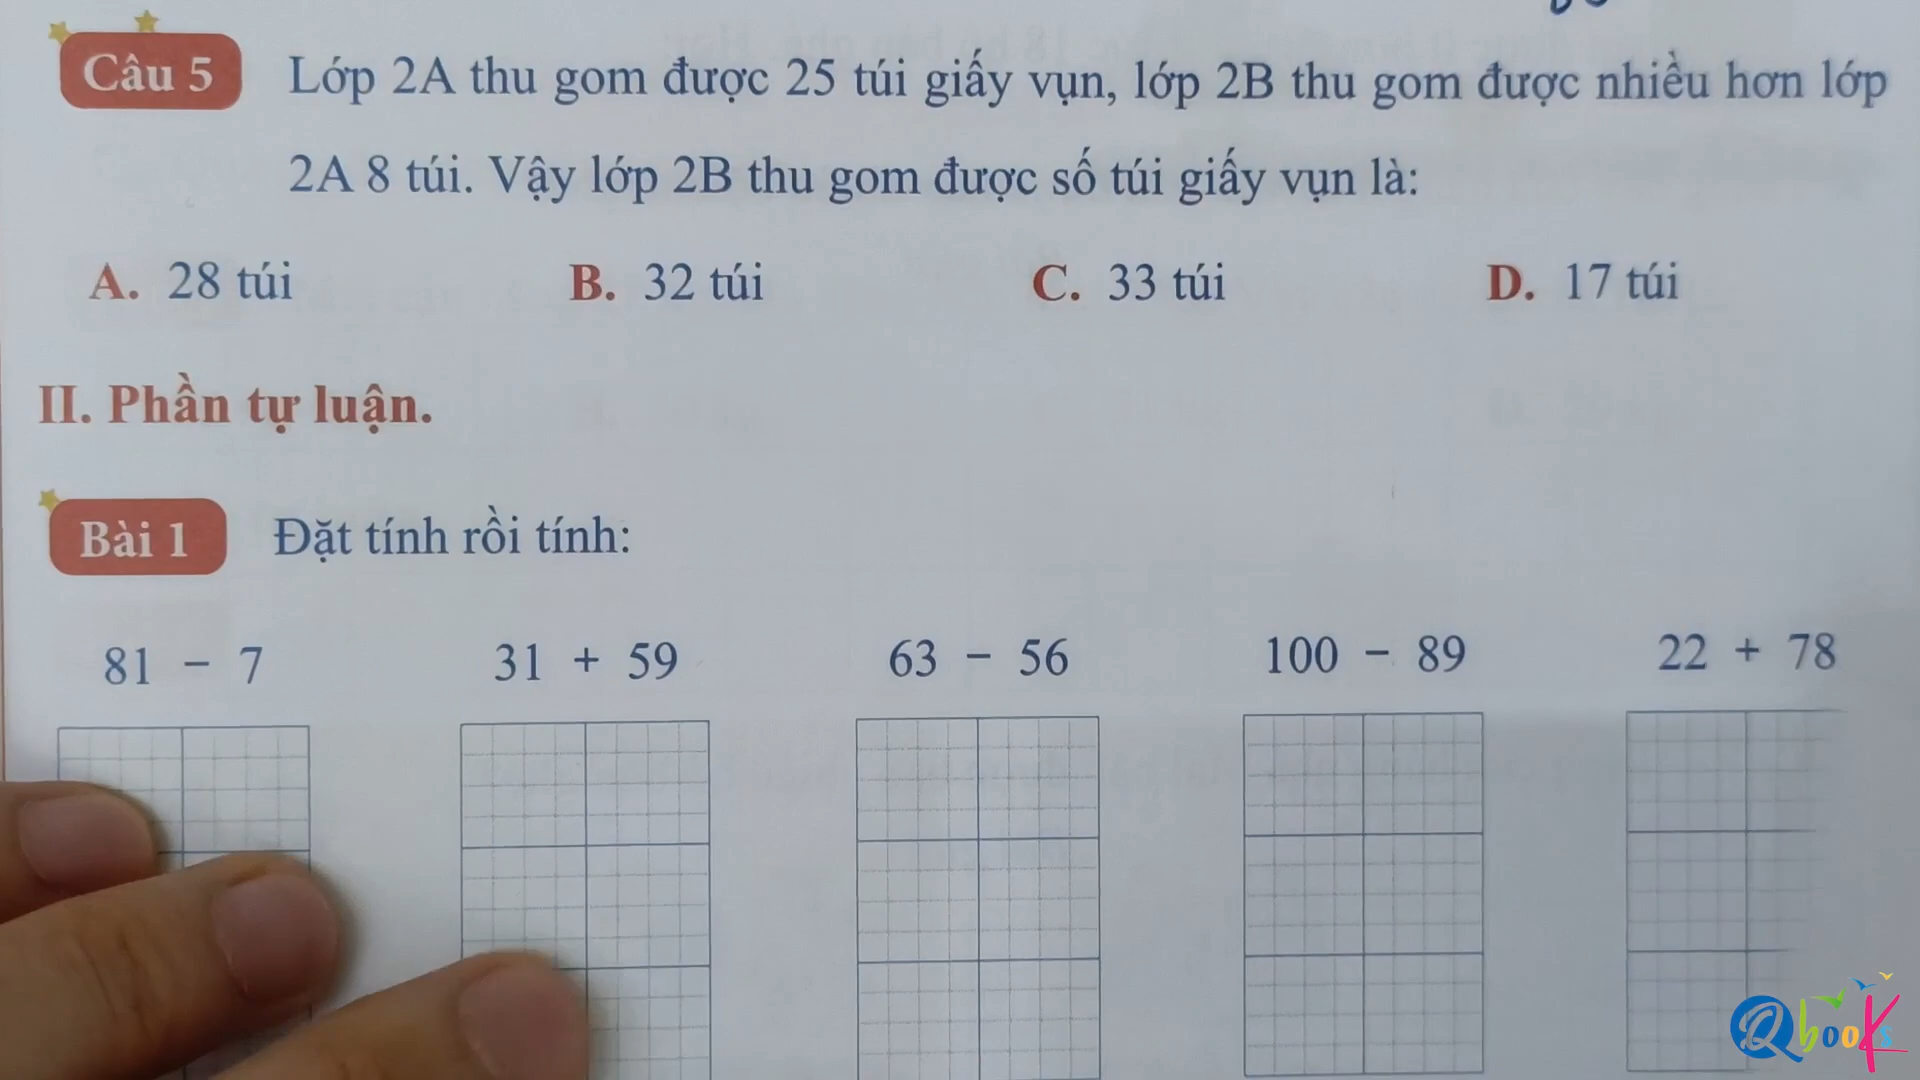 Câu 5 Lớp 2A thu gom được 25 túi giấy vụn, lớp 2B thu gom được nhiều hơn lớp
2A 8 túi. Vậy lớp 2B thu gom được số túi giấy vụn là:
A. 28 túi B. 32 túi C. 33 túi D. 17 túi
II. Phần tự luận.
Bài 1 Đặt tính rồi tính:
81 - 7 31 + 59 63 - 56 100 - 89 22 + 78
Qbooks